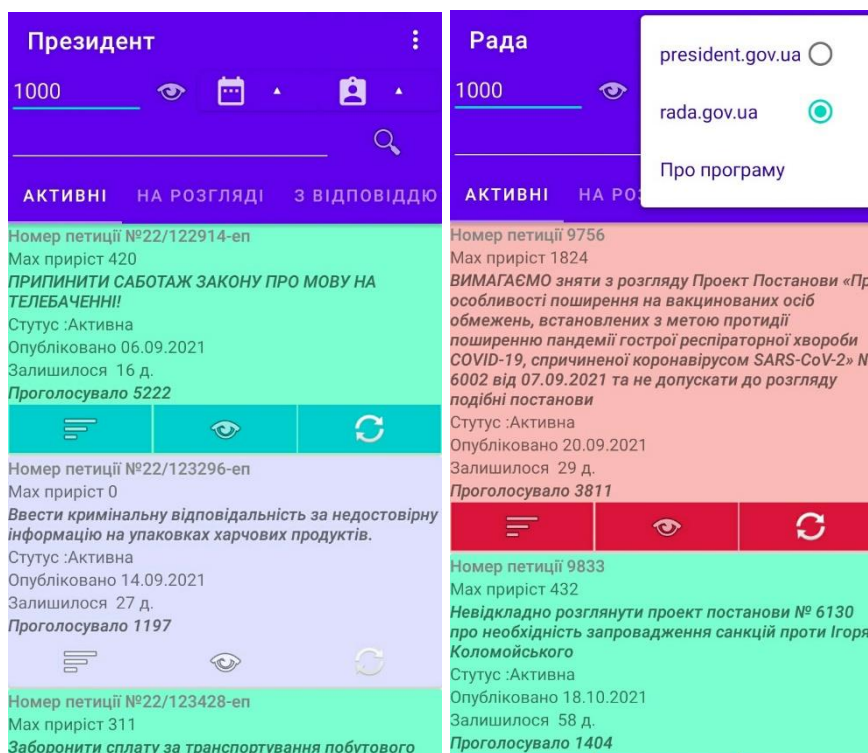 Президент
1000
АКТИВНІ НА РОЗГЛЯДІ З ВІДПОВІДДЮ
Номер петиції №22/122914-еп
Мах приріст 420
ПРИПИНИТИ САБОТАЖ ЗАКОНУ ПРО МОВУ НА
ТЕЛЕБАЧЕННІ!
Стутус :Активна
Опубліковано 06.09.2021
Залишилося 16 д.
Проголосувало 5222
Номер петиції №22/123296-еп
Мах приріст 0
Ввести кримінальну відповідальність за недостовірну
інформацію на упаковках харчових продуктів.
Стутус :Активна
Опубліковано 14.09.2021
Залишилося 27 д.
Проголосувало 1197
Номер петиції №22/123428-еп
Мах приріст 311
Заборонити сплату за транспортування побутового
Рада
1000
president.gov.ua
rada.gov.ua
Про програму
АКТИВНІ НА РОЗ
Номер петиції 9756
Мах приріст 1824
ВИМАГАЄМО зняти з розгляду Проект Постанови «Пр
особливості поширення на вакцинованих осіб
обмежень, встановлених з метою протидії
поширенню пандемії гострої респіраторної хвороби
COVID-19, спричиненої коронавірусом SARS-CoV-2» N
6002 від 07.09.2021 та не допускати до розгляду
подібні постанови
Стутус :Активна
Опубліковано 20.09.2021
Залишилося 29 д.
Проголосувало 3811
Номер петиції 9833
Мах приріст 432
Невідкладно розглянути проект постанови № 6130
про необхідність запровадження санкцій проти Ігоря
Коломойського
Стутус :Активна
Опубліковано 18.10.2021
Залишилося 58 д.
Проголосувало 1404